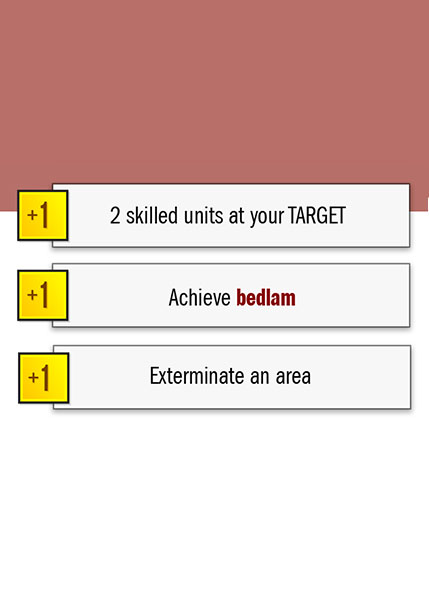 +1 2 skilled units at your TARGET
+1 Achieve bedlam
+1 Exterminate an area